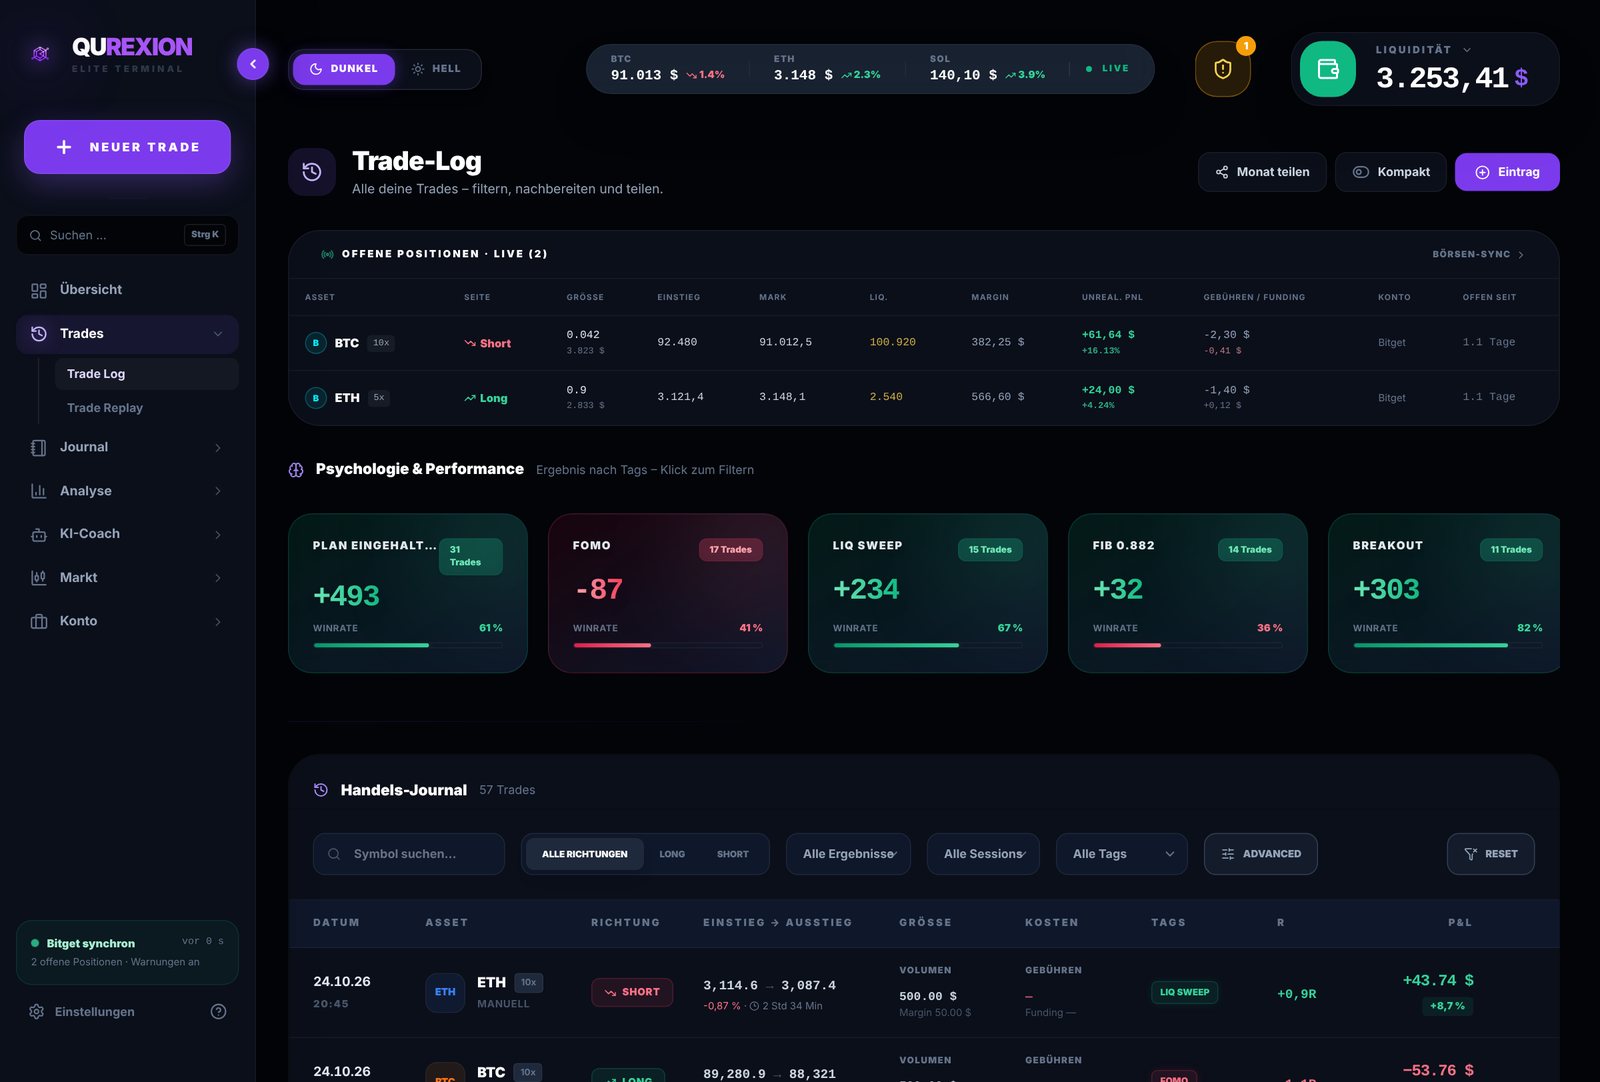 QUREXION
ELITE TERMINAL
NEUER TRADE
Suchen ...
Strg K
Übersicht
Trades
Trade Log
Trade Replay
Journal
Analyse
KI-Coach
Markt
Konto
Bitget synchron
vor 0 s
2 offene Positionen · Warnungen an
Einstellungen
DUNKEL
HELL
BTC
91.013 $ 1.4%
ETH
3.148 $ 2.3%
SOL
140,10 $ 3.9%
LIVE
1
LIQUIDITÄT
3.253,41 $
Trade-Log
Alle deine Trades – filtern, nachbereiten und teilen.
Monat teilen
Kompakt
Eintrag
OFFENE POSITIONEN · LIVE (2)
BÖRSEN-SYNC
ASSET SEITE GRÖSSE EINSTIEG MARK LIQ. MARGIN UNREAL. PNL GEBÜHREN / FUNDING KONTO OFFEN SEIT
B BTC 10x Short 0.042 92.480 91.012,5 100.920 382,25 $ +61,64 $ -2,30 $ Bitget 1.1 Tage
3.823 $ +16.13% -0,41 $
B ETH 5x Long 0.9 3.121,4 3.148,1 2.540 566,60 $ +24,00 $ -1,40 $ Bitget 1.1 Tage
2.833 $ +4.24% +0,12 $
Psychologie & Performance Ergebnis nach Tags – Klick zum Filtern
PLAN EINGEHALT...
31 Trades
+493
WINRATE 61 %
FOMO
17 Trades
-87
WINRATE 41 %
LIQ SWEEP
15 Trades
+234
WINRATE 67 %
FIB 0.882
14 Trades
+32
WINRATE 36 %
BREAKOUT
11 Trades
+303
WINRATE 82 %
Handels-Journal 57 Trades
Symbol suchen...
ALLE RICHTUNGEN LONG SHORT
Alle Ergebnisse
Alle Sessions
Alle Tags
ADVANCED
RESET
DATUM ASSET RICHTUNG EINSTIEG → AUSSTIEG GRÖSSE KOSTEN TAGS R P&L
24.10.26
20:45
ETH
ETH 10x
MANUELL
SHORT
3,114.6 → 3,087.4
-0,87 % · 2 Std 34 Min
VOLUMEN
500.00 $
Margin 50.00 $
GEBÜHREN
—
Funding —
LIQ SWEEP
+0,9R
+43.74 $
+8,7 %
24.10.26
BTC
BTC 10x
LONG
89,280.9 → 88,321
VOLUMEN
GEBÜHREN
FOMO
−53.76 $